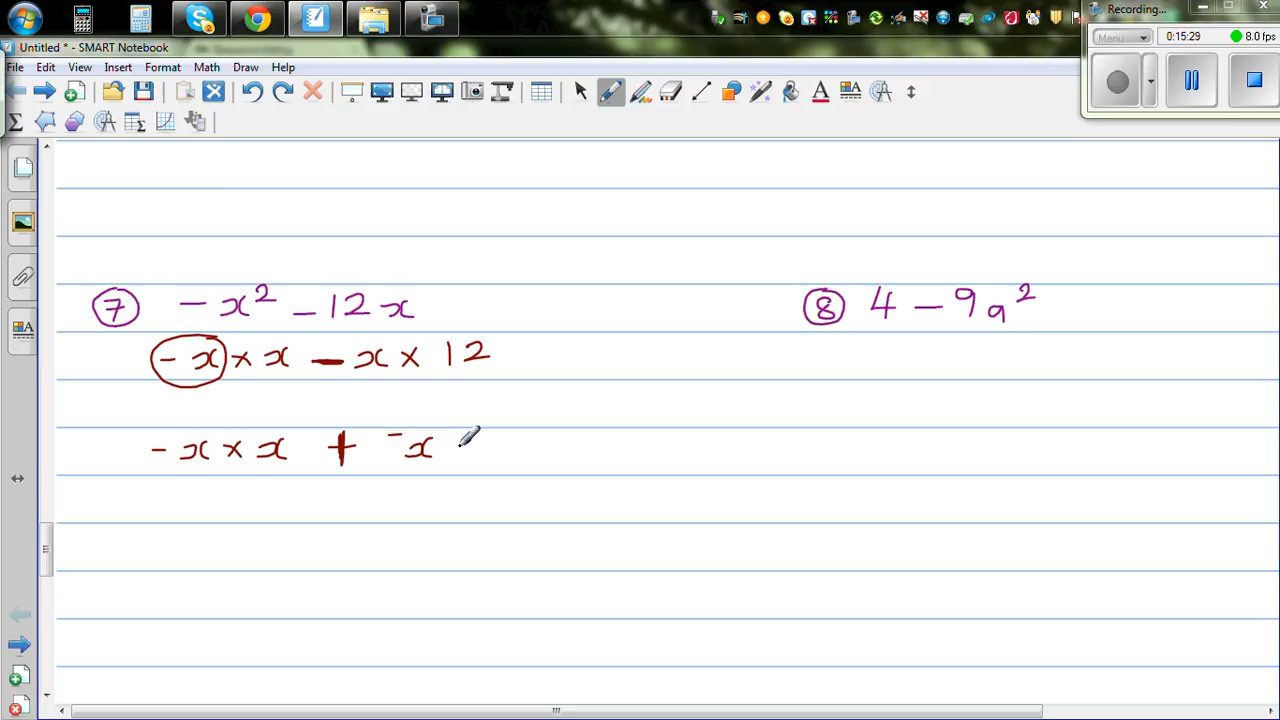 Recording...
Menu
0:15:29
8.0 fps
Untitled * - SMART Notebook
File Edit View Insert Format Math Draw Help
7 - x² - 12x
8 4 - 9a²
- x × x - x × 12
- x × x + ⁻x